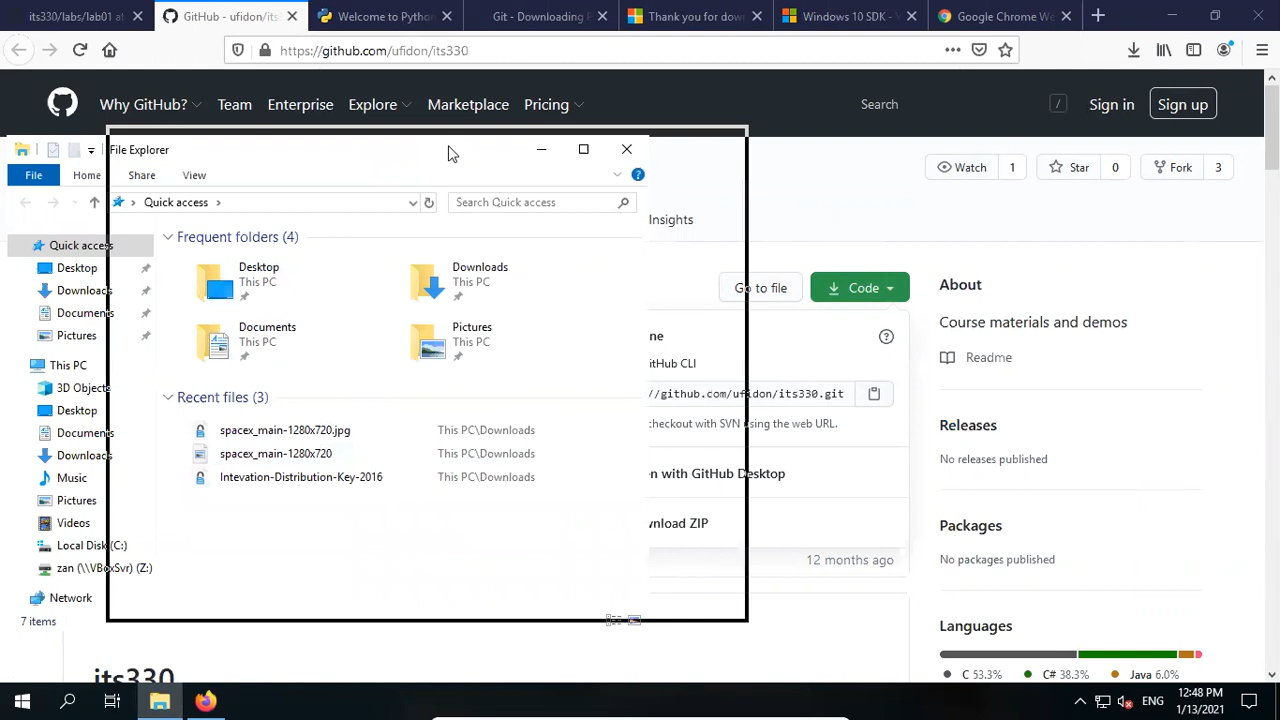 its330/labs/lab01 at
GitHub - ufidon/its
Welcome to Python
Git - Downloading P
Thank you for dow
Windows 10 SDK - V
Google Chrome We
https://github.com/ufidon/its330
Why GitHub?
Team
Enterprise
Explore
Marketplace
Pricing
Search
/
Sign in
Sign up
File Explorer
File
Home
Share
View
Watch
1
Star
0
Fork
3
Quick access
Search Quick access
Insights
Quick access
Desktop
Downloads
Documents
Pictures
This PC
3D Objects
Desktop
Documents
Downloads
Music
Pictures
Videos
Local Disk (C:)
zan (\\VBoxSvr) (Z:)
Network
7 items
Frequent folders (4)
Desktop
This PC
Downloads
This PC
Documents
This PC
Pictures
This PC
Recent files (3)
spacex_main-1280x720.jpg
This PC\Downloads
spacex_main-1280x720
This PC\Downloads
Intevation-Distribution-Key-2016
This PC\Downloads
Go to file
Code
ne
itHub CLI
//github.com/ufidon/its330.git
checkout with SVN using the web URL.
en with GitHub Desktop
wnload ZIP
12 months ago
its330
About
Course materials and demos
Readme
Releases
No releases published
Packages
No packages published
Languages
C 53.3%
C# 38.3%
Java 6.0%
ENG
12:48 PM
1/13/2021